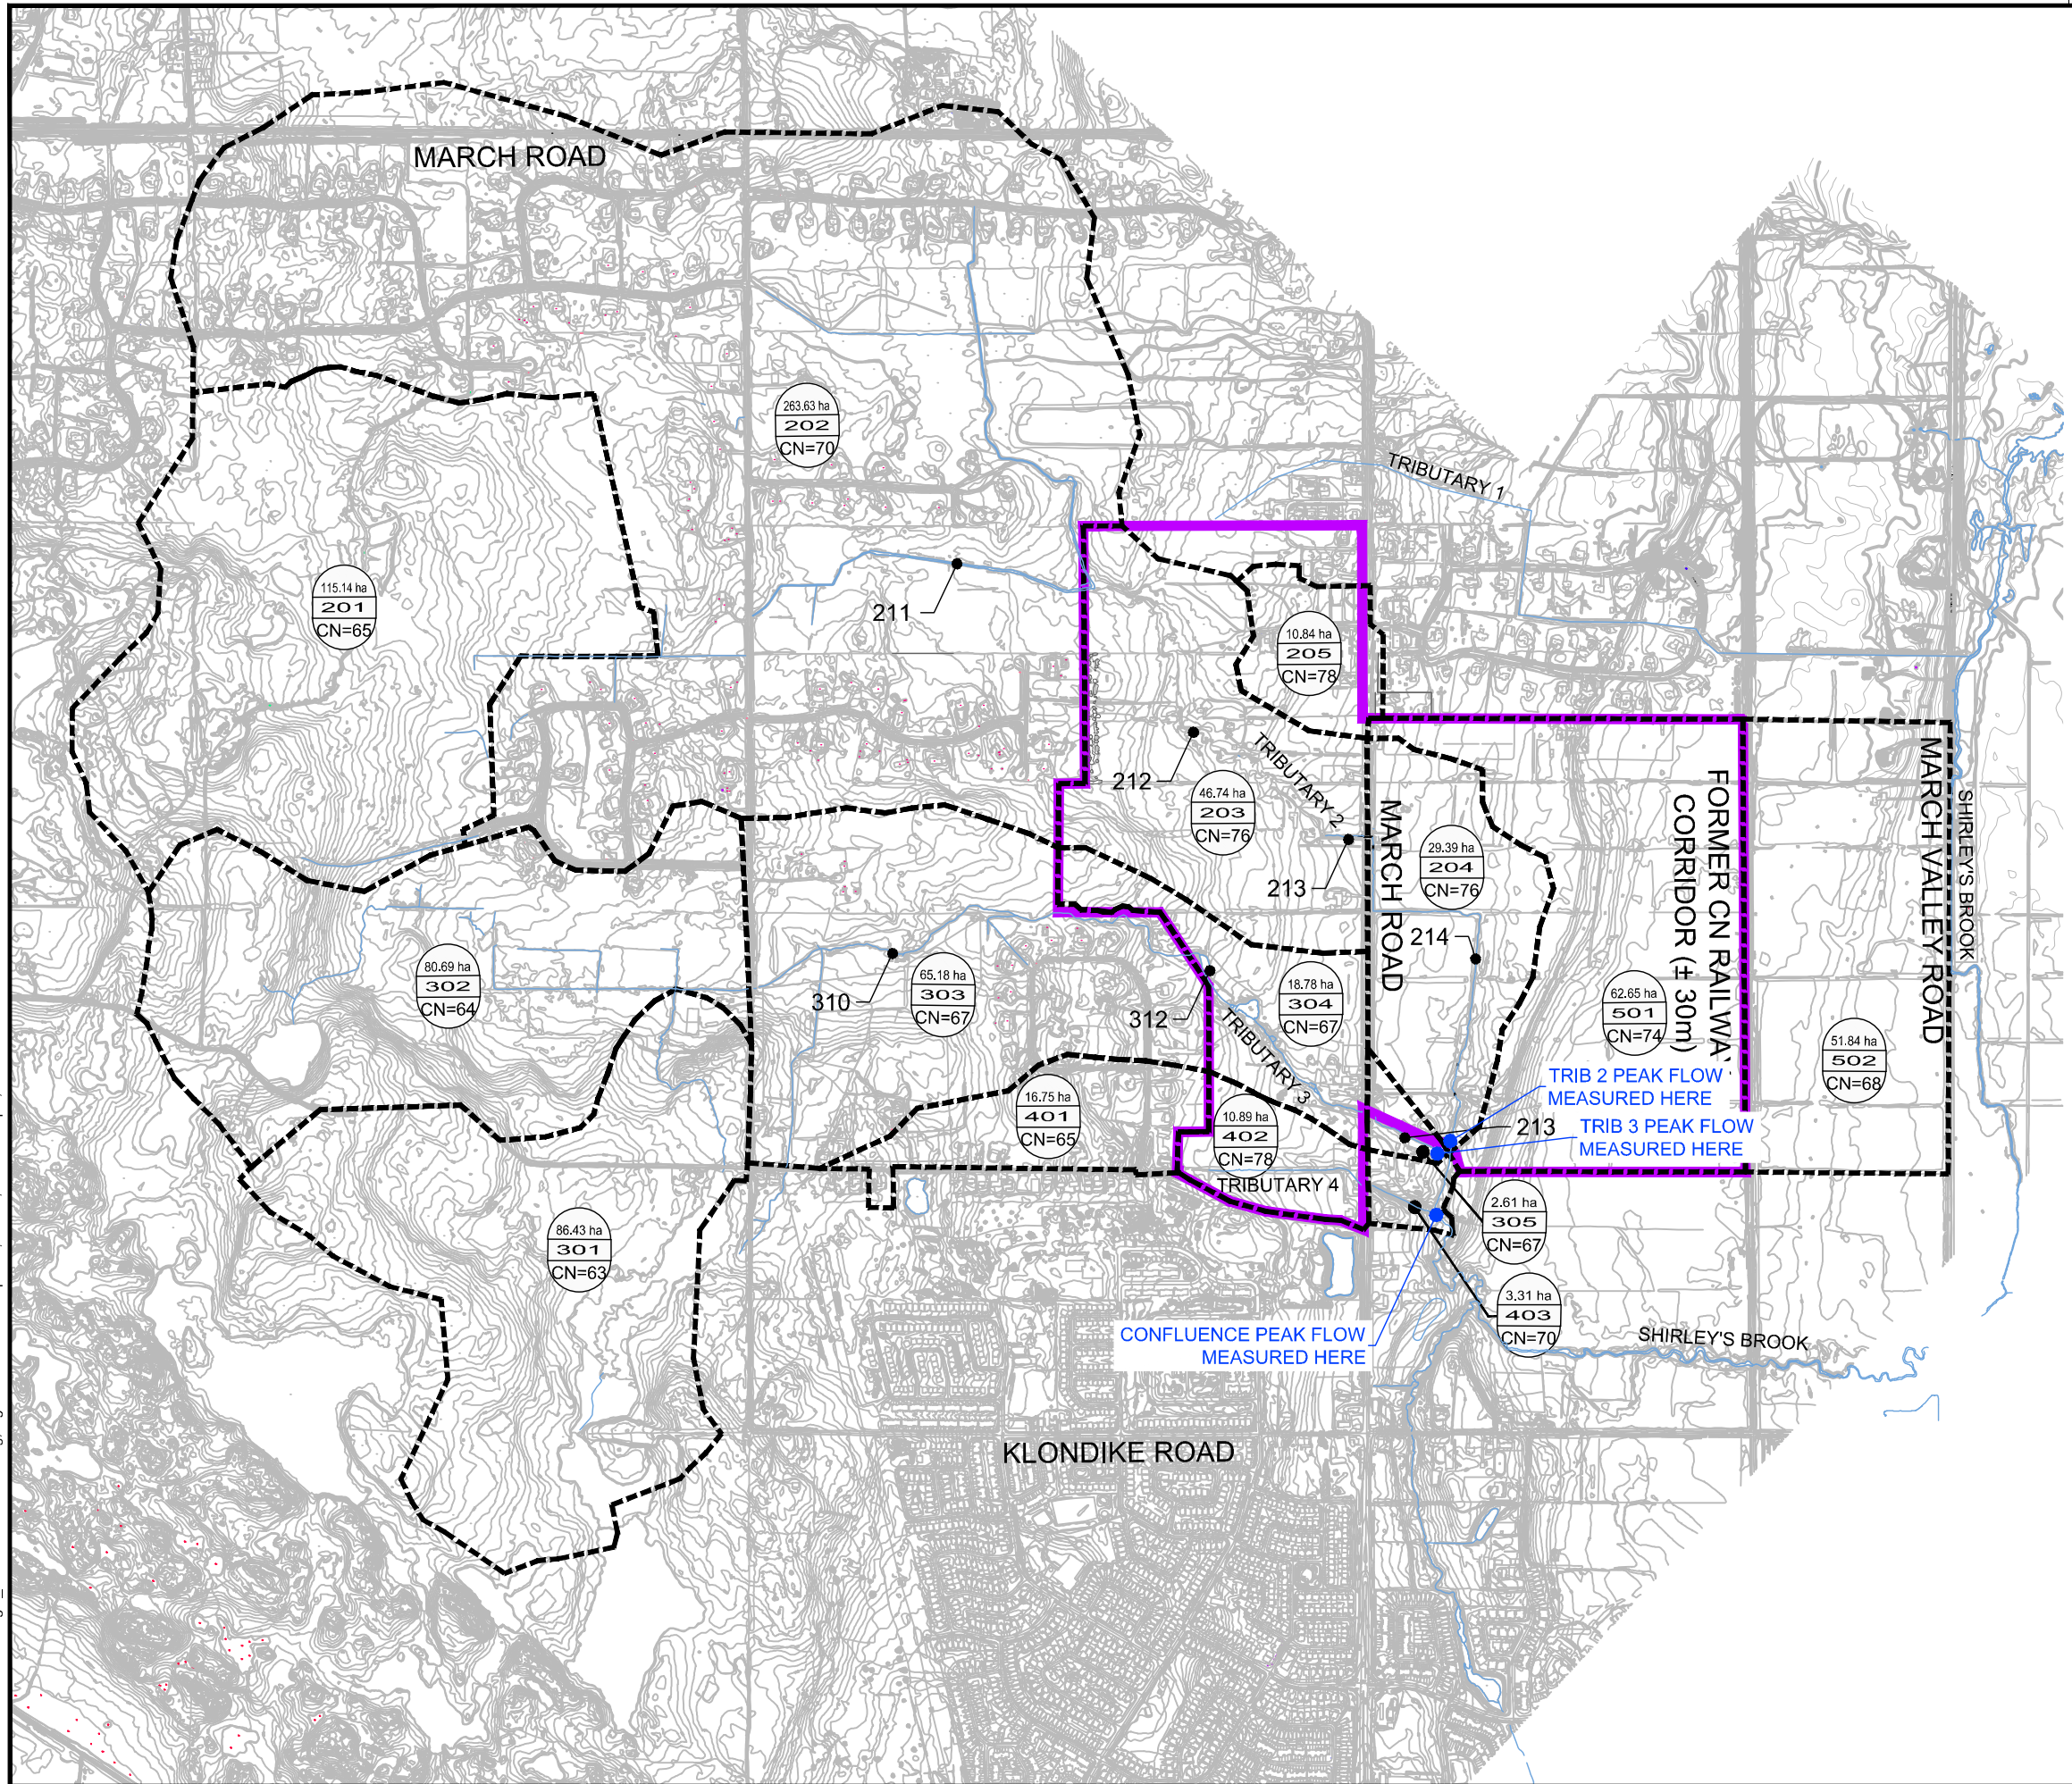 MARCH ROAD
263.63 ha
202
CN=70
TRIBUTARY 1
115.14 ha
201
CN=65
211
10.84 ha
205
CN=78
212
TRIBUTARY 2
46.74 ha
203
CN=76
213
MARCH ROAD
29.39 ha
204
CN=76
FORMER CN RAILWAY
CORRIDOR (± 30m)
MARCH VALLEY ROAD
SHIRLEY'S BROOK
214
80.69 ha
302
CN=64
310
65.18 ha
303
CN=67
312
18.78 ha
304
CN=67
TRIBUTARY 3
62.65 ha
501
CN=74
51.84 ha
502
CN=68
TRIB 2 PEAK FLOW
MEASURED HERE
16.75 ha
401
CN=65
10.89 ha
402
CN=78
213
TRIB 3 PEAK FLOW
MEASURED HERE
TRIBUTARY 4
86.43 ha
301
CN=63
2.61 ha
305
CN=67
3.31 ha
403
CN=70
CONFLUENCE PEAK FLOW
MEASURED HERE
SHIRLEY'S BROOK
KLONDIKE ROAD